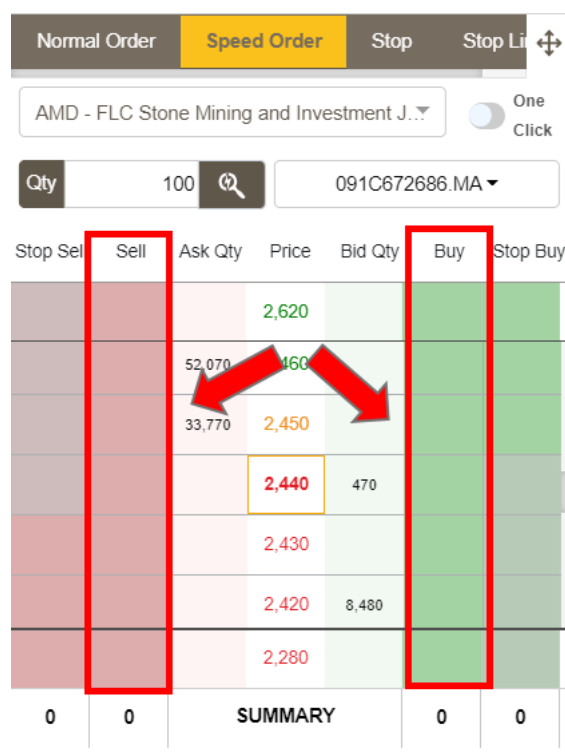 Normal Order Speed Order Stop Stop Li
AMD - FLC Stone Mining and Investment J...
One
Click
Qty 100 091C672686.MA
Stop Sel Sell Ask Qty Price Bid Qty Buy Stop Buy
2,620
52,070 460
33,770 2,450
2,440 470
2,430
2,420 8,480
2,280
0 0 SUMMARY 0 0